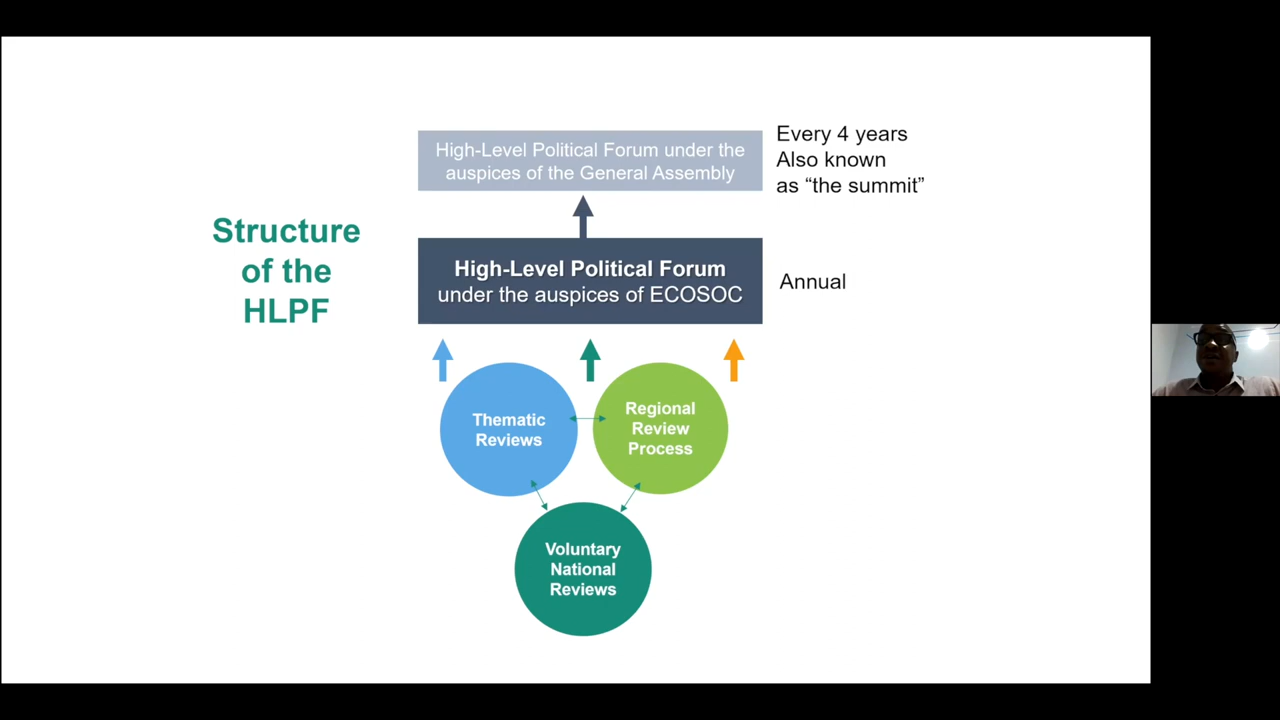 Structure
of the
HLPF
High-Level Political Forum under the
auspices of the General Assembly
Every 4 years
Also known
as “the summit”
High-Level Political Forum
under the auspices of ECOSOC
Annual
Thematic
Reviews
Regional
Review
Process
Voluntary
National
Reviews